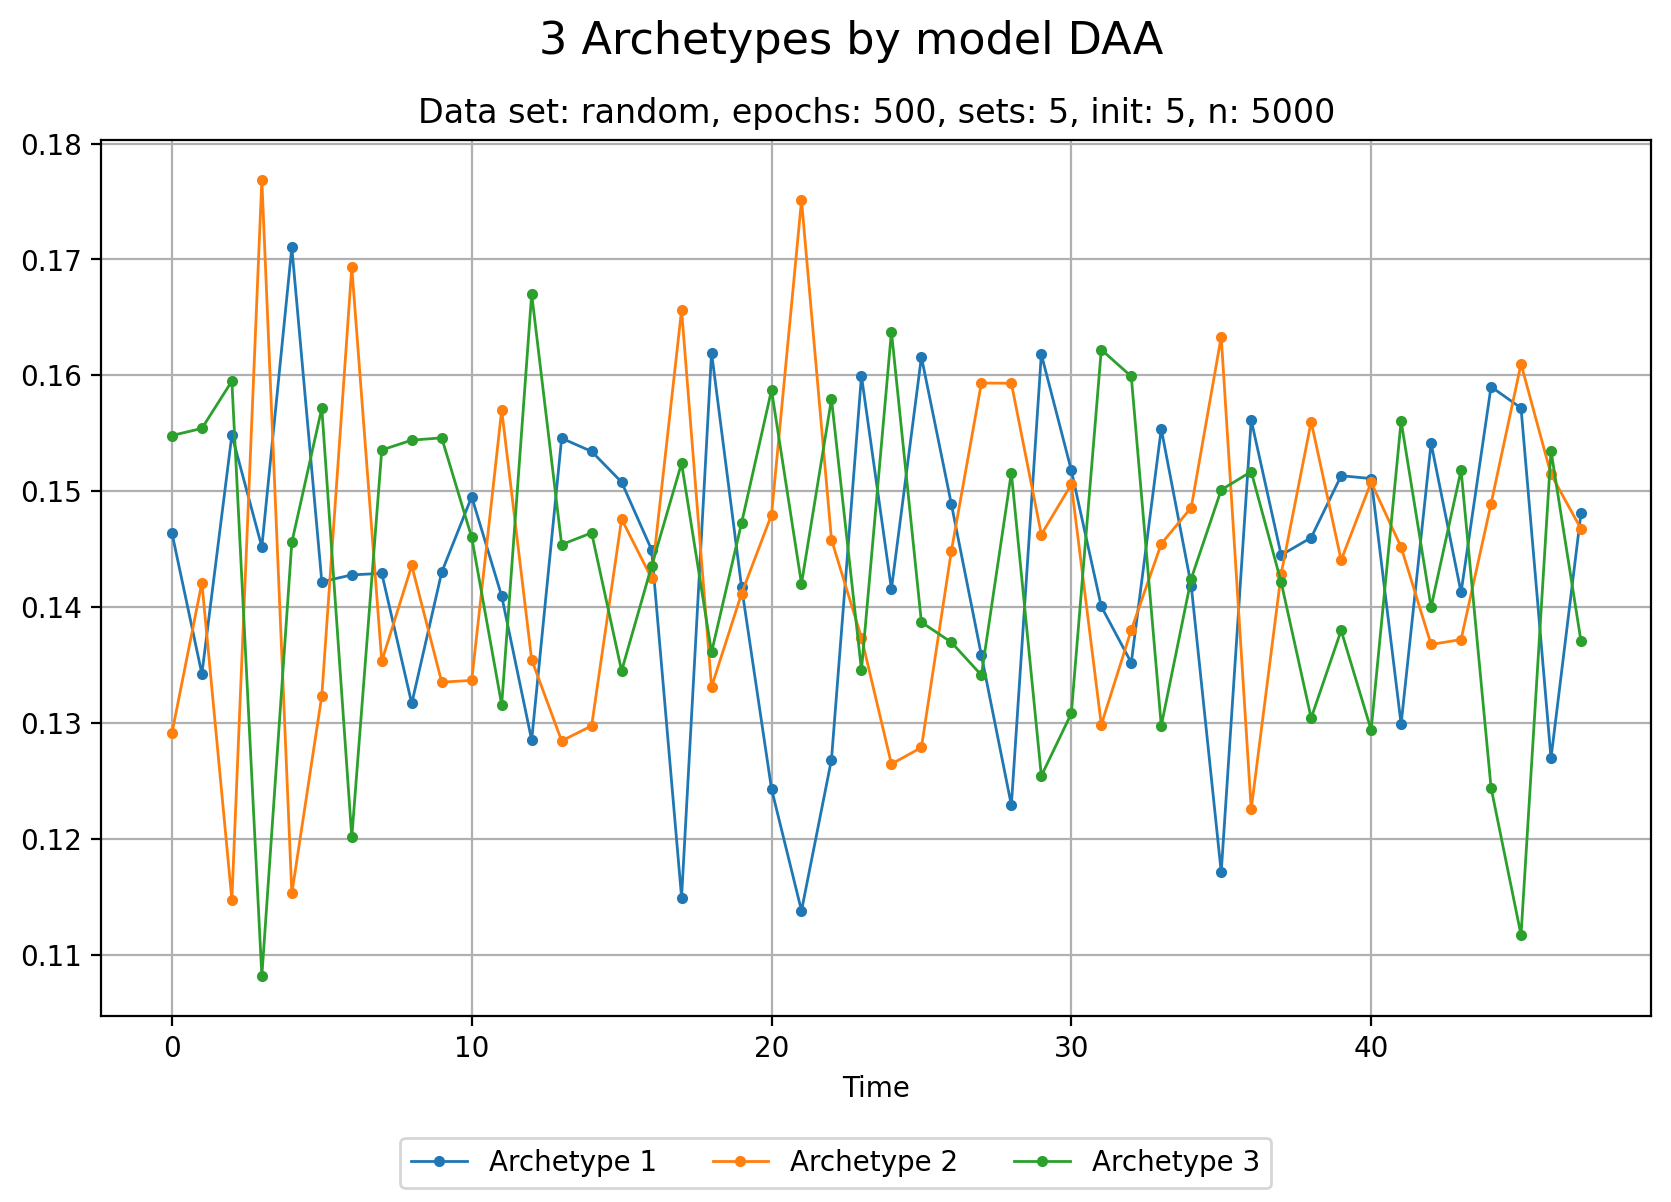 3 Archetypes by model DAA
Data set: random, epochs: 500, sets: 5, init: 5, n: 5000
0.18
0.17
0.16
0.15
0.14
0.13
0.12
0.11
0 10 20 30 40
Time
Archetype 1 Archetype 2 Archetype 3